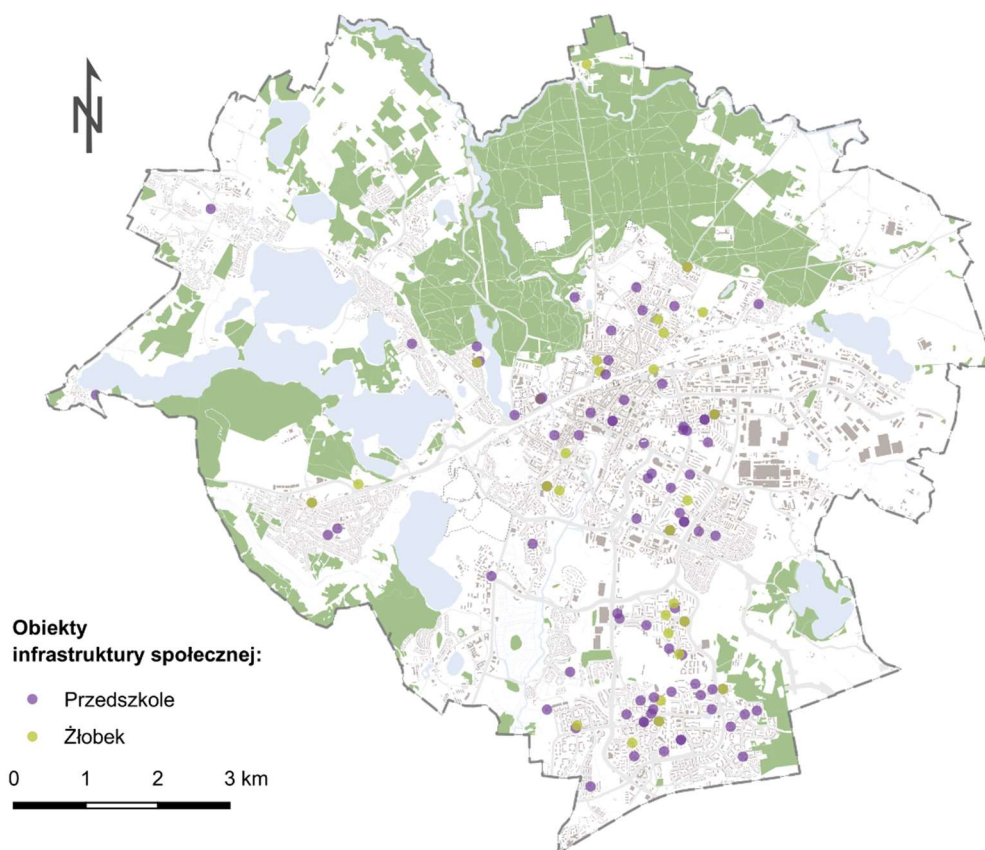 N
Obiekty
infrastruktury społecznej:
Przedszkole
Żłobek
0 1 2 3 km